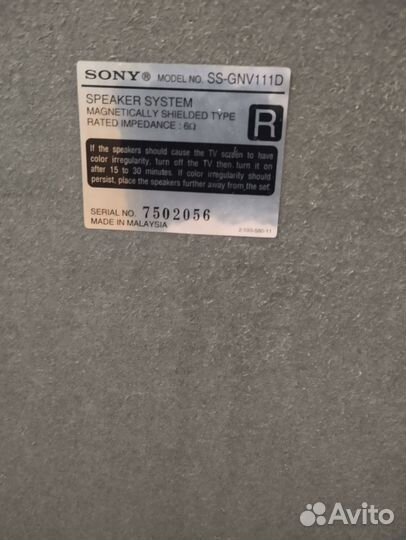 SONY® MODEL NO. SS-GNV111D
SPEAKER SYSTEM
MAGNETICALLY SHIELDED TYPE
RATED IMPEDANCE : 6Ω
R
If the speakers should cause the TV screen to have
color irregularity, turn off the TV then turn it on
after 15 to 30 minutes. If color irregularity should
persist, place the speakers further away from the set.
SERIAL NO. 7502056
MADE IN MALAYSIA
Avito